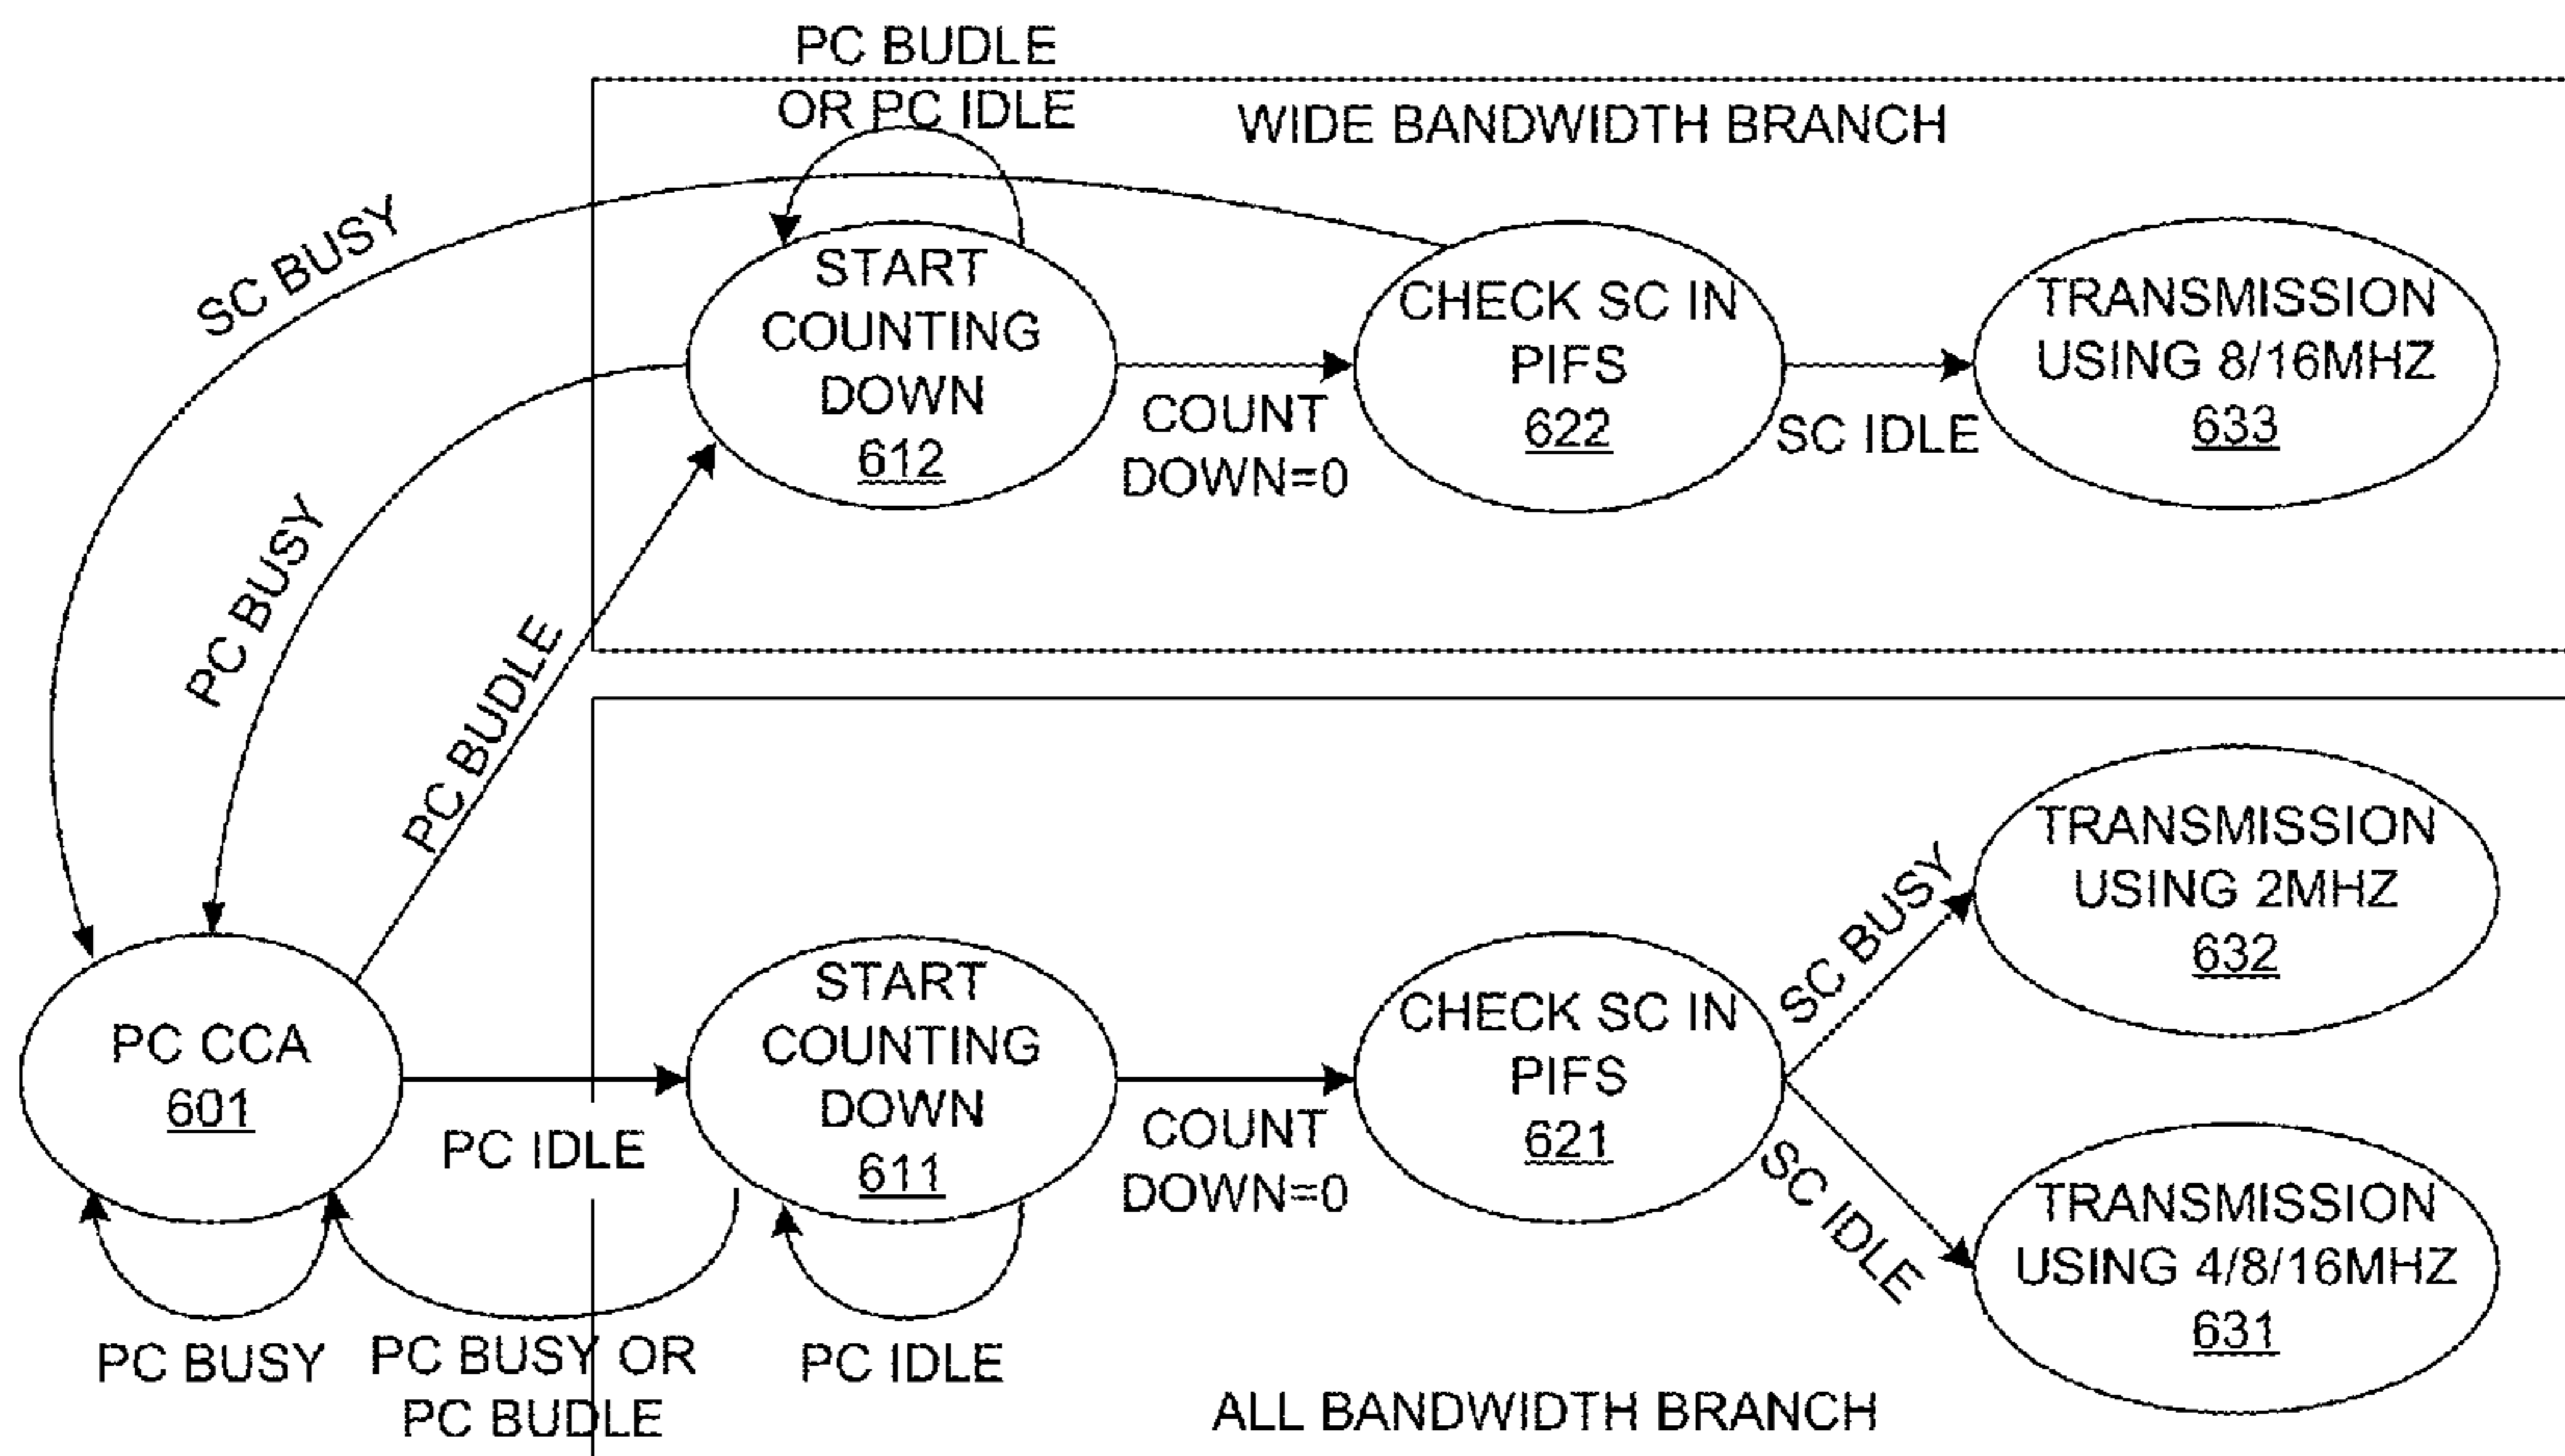 PC BUDLE
OR PC IDLE
WIDE BANDWIDTH BRANCH
SC BUSY
START
COUNTING
DOWN
612
COUNT
DOWN=0
CHECK SC IN
PIFS
622
SC IDLE
TRANSMISSION
USING 8/16MHZ
633
PC BUSY
PC BUDLE
PC CCA
601
PC IDLE
START
COUNTING
DOWN
611
COUNT
DOWN=0
CHECK SC IN
PIFS
621
SC BUSY
TRANSMISSION
USING 2MHZ
632
SC IDLE
TRANSMISSION
USING 4/8/16MHZ
631
PC BUSY
PC BUSY OR
PC BUDLE
PC IDLE
ALL BANDWIDTH BRANCH